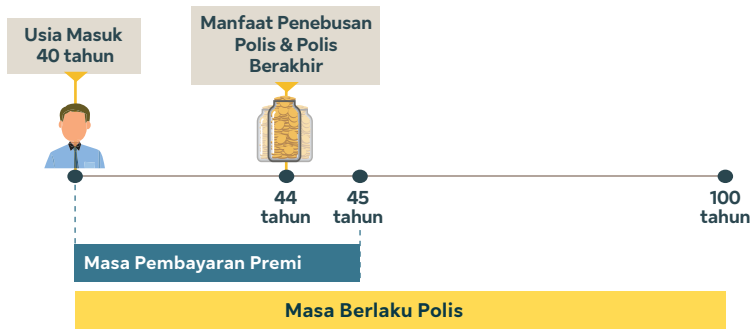 Usia Masuk
40 tahun
Manfaat Penebusan
Polis & Polis
Berakhir
44
tahun
45
tahun
100
tahun
Masa Pembayaran Premi
Masa Berlaku Polis